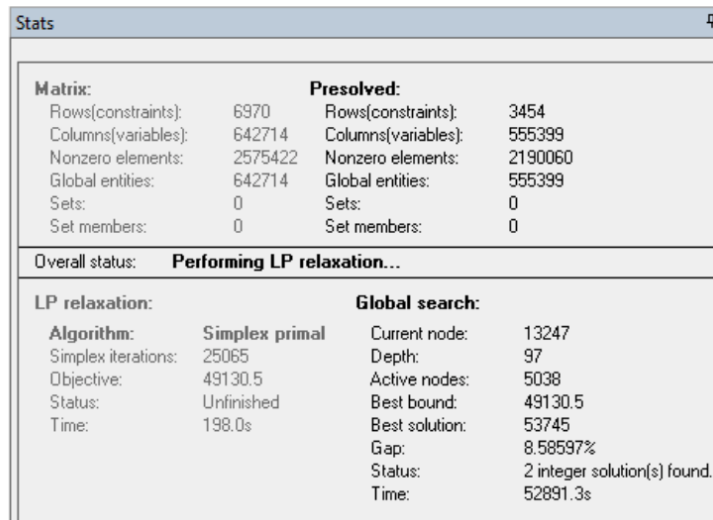 Stats
Matrix: Presolved:
Rows(constraints): 6970 Rows(constraints): 3454
Columns(variables): 642714 Columns(variables): 555399
Nonzero elements: 2575422 Nonzero elements: 2190060
Global entities: 642714 Global entities: 555399
Sets: 0 Sets: 0
Set members: 0 Set members: 0
Overall status: Performing LP relaxation...
LP relaxation: Global search:
Algorithm: Simplex primal Current node: 13247
Simplex iterations: 25065 Depth: 97
Objective: 49130.5 Active nodes: 5038
Status: Unfinished Best bound: 49130.5
Time: 198.0s Best solution: 53745
Gap: 8.58597%
Status: 2 integer solution(s) found.
Time: 52891.3s